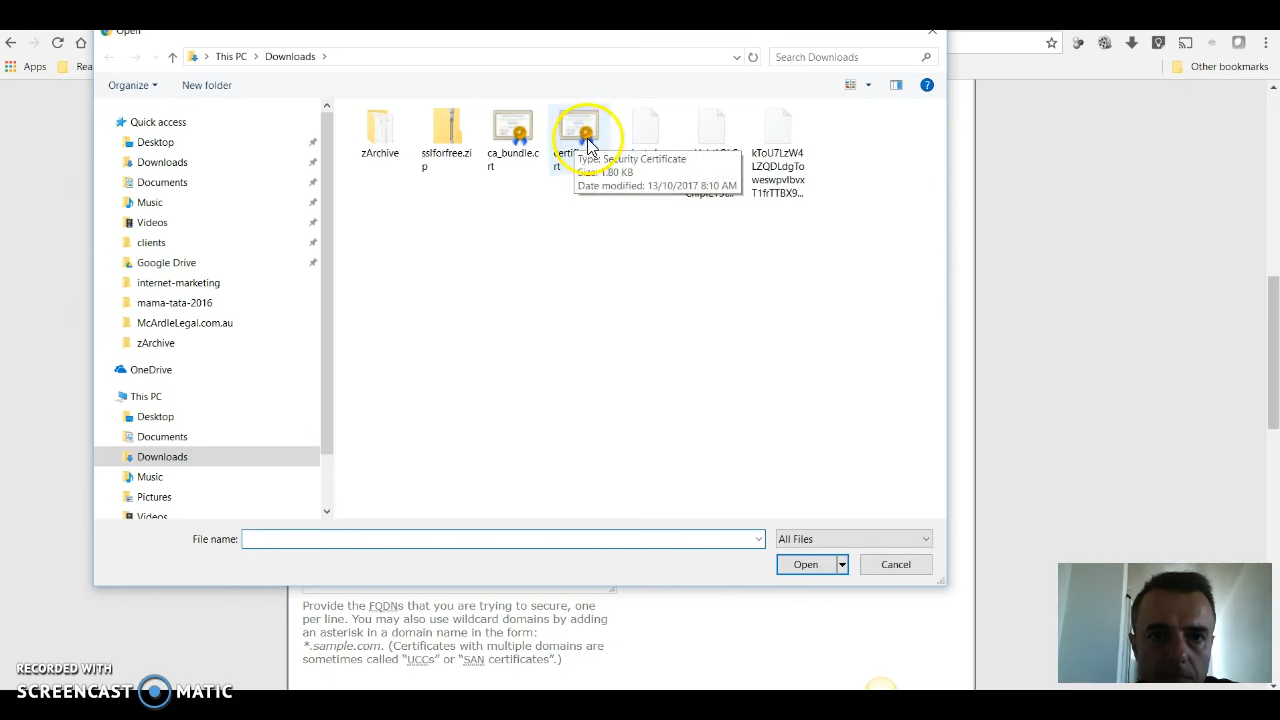 Open
This PC
Downloads
Search Downloads
Apps
Rea
Other bookmarks
Organize
New folder
Quick access
Desktop
Downloads
Documents
Music
Videos
clients
Google Drive
internet-marketing
mama-tata-2016
McArdleLegal.com.au
zArchive
OneDrive
This PC
Desktop
Documents
Downloads
Music
Pictures
Videos
zArchive
sslforfree.zi
p
ca_bundle.c
rt
rt
Type: Security Certificate
Size: 1.80 KB
Date modified: 13/10/2017 8:10 AM
kToU7LzW4
LZQDLdgTo
weswpvIbvx
T1frTTBX9...
File name:
All Files
Open
Cancel
Provide the FQDNs that you are trying to secure, one
per line. You may also use wildcard domains by adding
an asterisk in a domain name in the form:
*.sample.com. (Certificates with multiple domains are
sometimes called “UCCs” or “SAN certificates”.)
RECORDED WITH
SCREENCAST MATIC